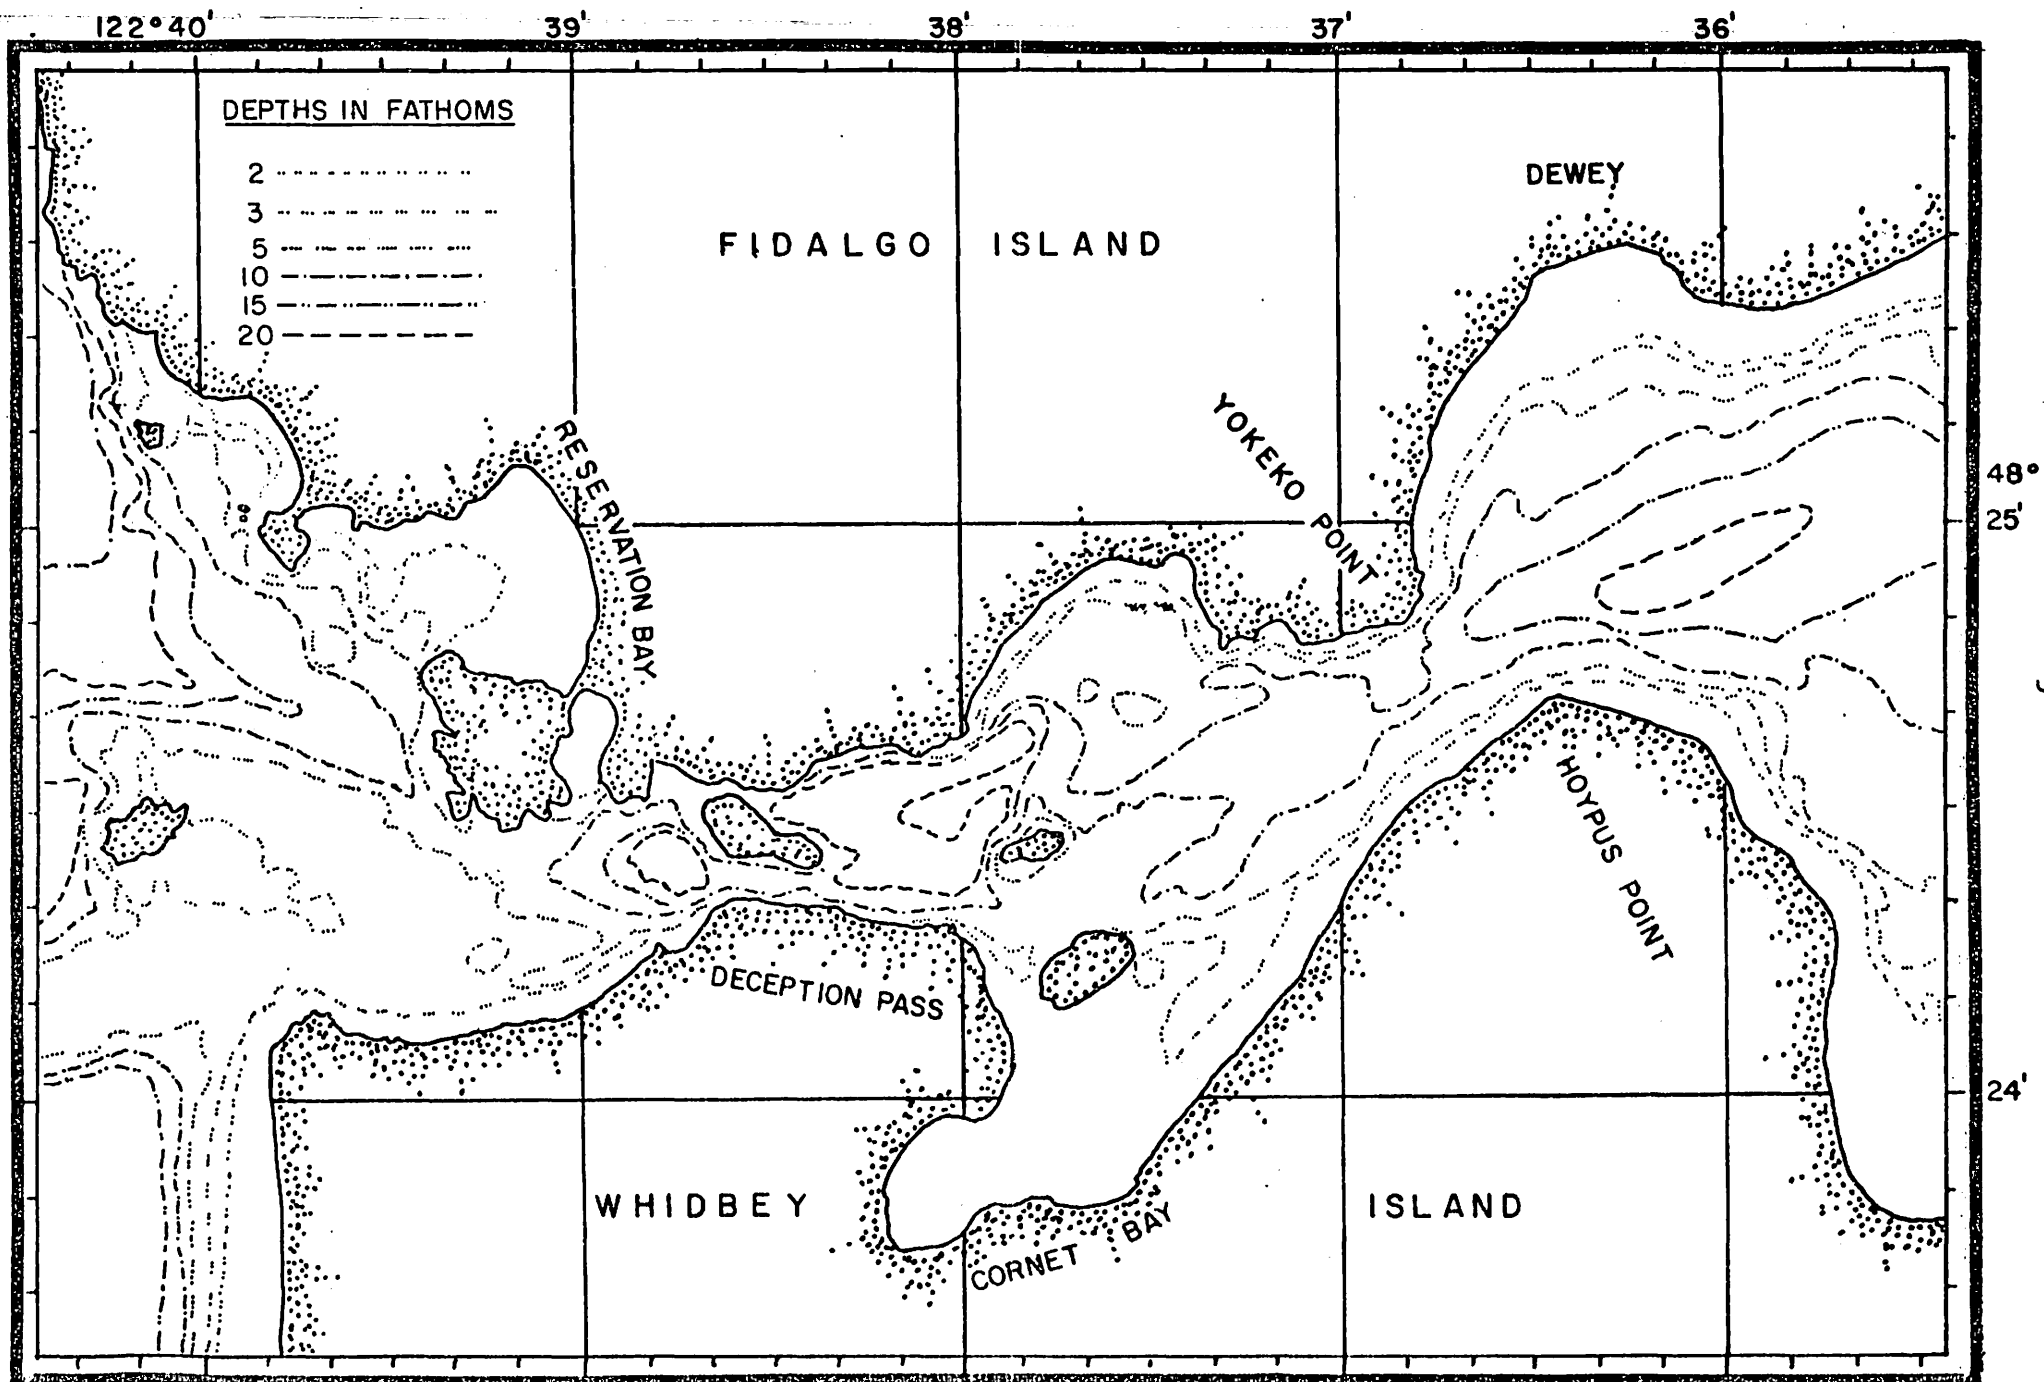 122°40' 39' 38' 37' 36'
DEPTHS IN FATHOMS
2
3
5
10
15
20
FIDALGO ISLAND
DEWEY
YOKEKO POINT
RESERVATION BAY
48°
25'
HOYPUS POINT
DECEPTION PASS
24'
WHIDBEY ISLAND
CORNET BAY